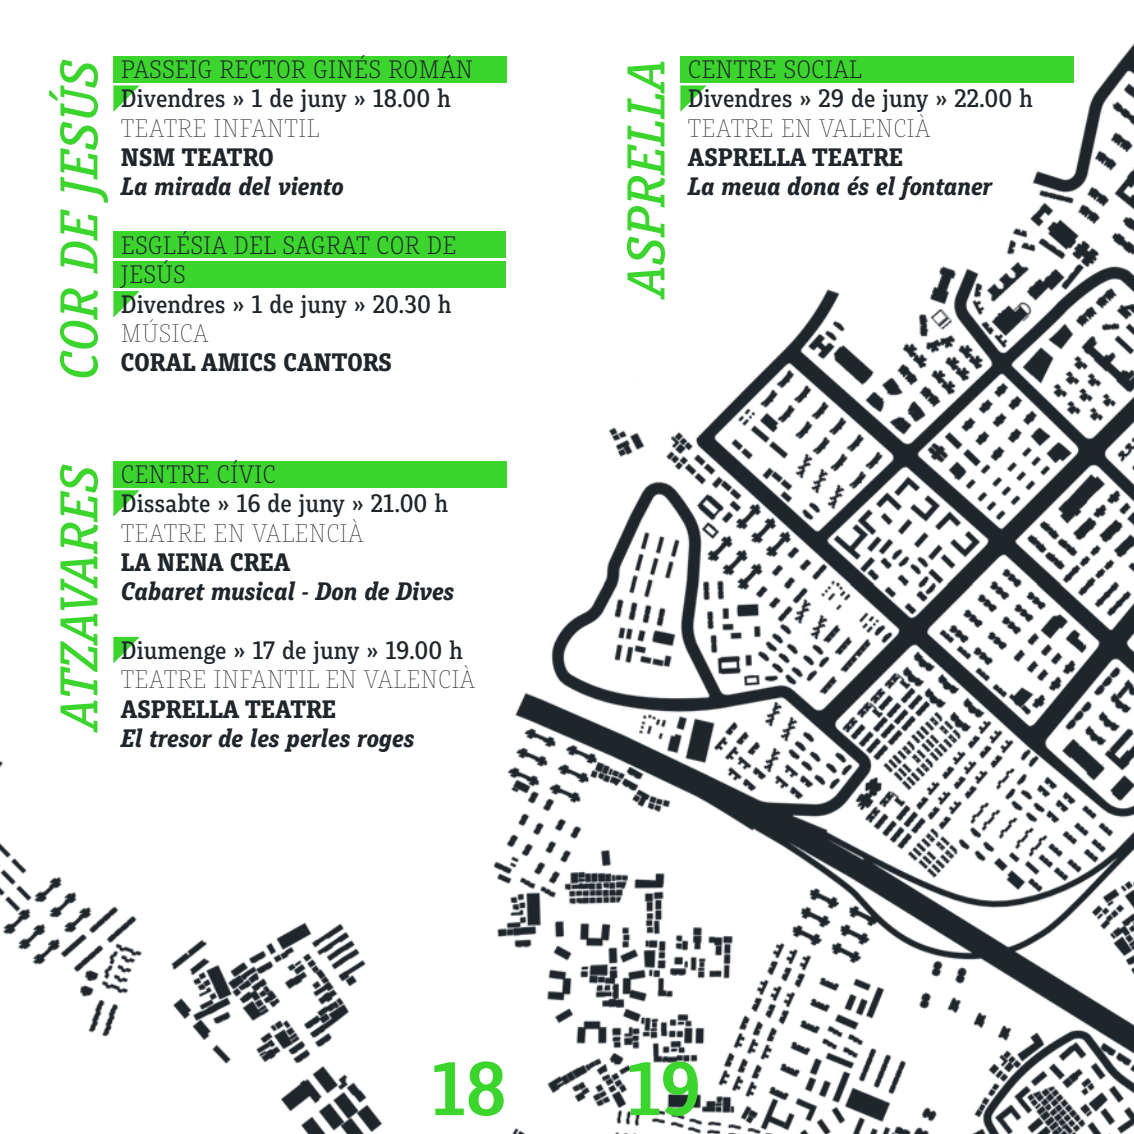 COR DE JESÚS
PASSEIG RECTOR GINÉS ROMÁN
Divendres » 1 de juny » 18.00 h
TEATRE INFANTIL
NSM TEATRO
La mirada del viento
ESGLÉSIA DEL SAGRAT COR DE
JESÚS
Divendres » 1 de juny » 20.30 h
MÚSICA
CORAL AMICS CANTORS
ATZAVARES
CENTRE CÍVIC
Dissabte » 16 de juny » 21.00 h
TEATRE EN VALENCIÀ
LA NENA CREA
Cabaret musical - Don de Dives
Diumenge » 17 de juny » 19.00 h
TEATRE INFANTIL EN VALENCIÀ
ASPRELLA TEATRE
El tresor de les perles roges
18
ASPRELLA
CENTRE SOCIAL
Divendres » 29 de juny » 22.00 h
TEATRE EN VALENCIÀ
ASPRELLA TEATRE
La meua dona és el fontaner
19